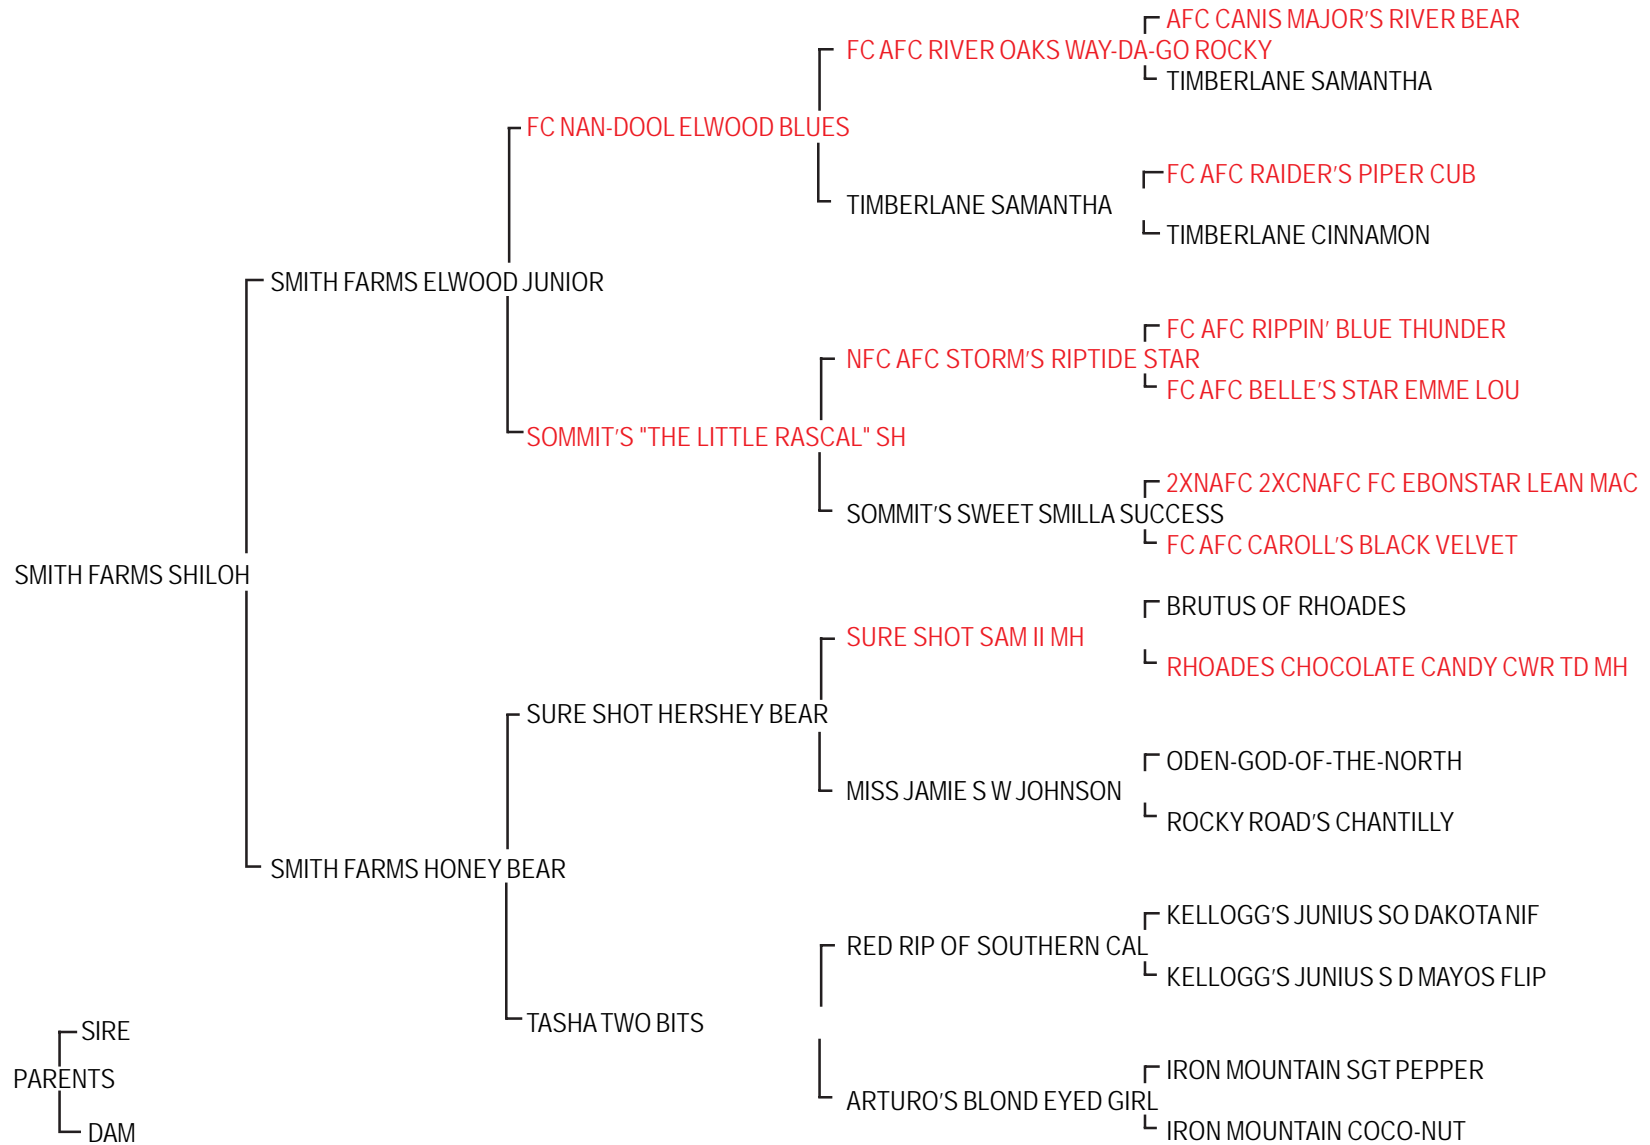 AFC CANIS MAJOR'S RIVER BEAR
FC AFC RIVER OAKS WAY-DA-GO ROCKY
TIMBERLANE SAMANTHA
FC NAN-DOOL ELWOOD BLUES
FC AFC RAIDER'S PIPER CUB
TIMBERLANE SAMANTHA
TIMBERLANE CINNAMON
SMITH FARMS ELWOOD JUNIOR
FC AFC RIPPIN' BLUE THUNDER
NFC AFC STORM'S RIPTIDE STAR
FC AFC BELLE'S STAR EMME LOU
SOMMIT'S "THE LITTLE RASCAL" SH
2XNAFC 2XCNAFC FC EBONSTAR LEAN MAC
SOMMIT'S SWEET SMILLA SUCCESS
FC AFC CAROLL'S BLACK VELVET
SMITH FARMS SHILOH
BRUTUS OF RHOADES
SURE SHOT SAM II MH
RHOADES CHOCOLATE CANDY CWR TD MH
SURE SHOT HERSHEY BEAR
ODEN-GOD-OF-THE-NORTH
MISS JAMIE S W JOHNSON
ROCKY ROAD'S CHANTILLY
SMITH FARMS HONEY BEAR
KELLOGG'S JUNIUS SO DAKOTA NIF
RED RIP OF SOUTHERN CAL
KELLOGG'S JUNIUS S D MAYOS FLIP
TASHA TWO BITS
IRON MOUNTAIN SGT PEPPER
ARTURO'S BLOND EYED GIRL
IRON MOUNTAIN COCO-NUT
SIRE
PARENTS
DAM